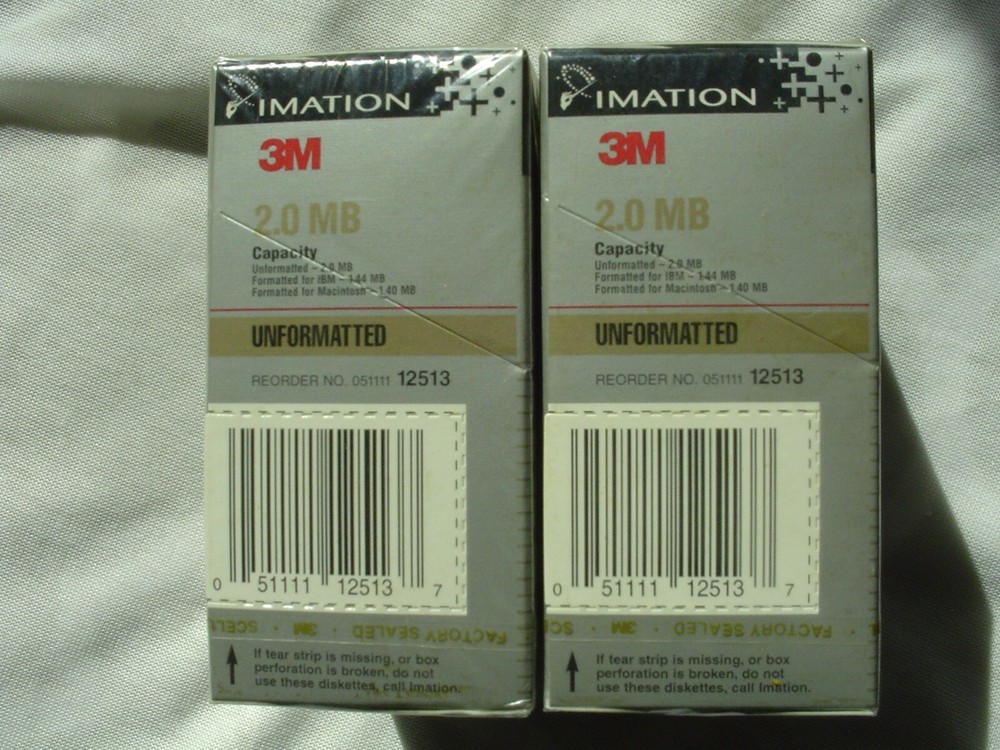 IMATION
3M
2.0 MB
Capacity
Unformatted – 2.0 MB
Formatted for IBM – 1.44 MB
Formatted for Macintosh™ – 1.40 MB
UNFORMATTED
REORDER NO. 051111 12513
0 51111 12513 7
FACTORY SEALED · 3M ·
If tear strip is missing, or box
perforation is broken, do not
use these diskettes, call Imation.
IMATION
3M
2.0 MB
Capacity
Unformatted – 2.0 MB
Formatted for IBM – 1.44 MB
Formatted for Macintosh™ – 1.40 MB
UNFORMATTED
REORDER NO. 051111 12513
0 51111 12513 7
FACTORY SEALED · 3M ·
If tear strip is missing, or box
perforation is broken, do not
use these diskettes, call Imation.